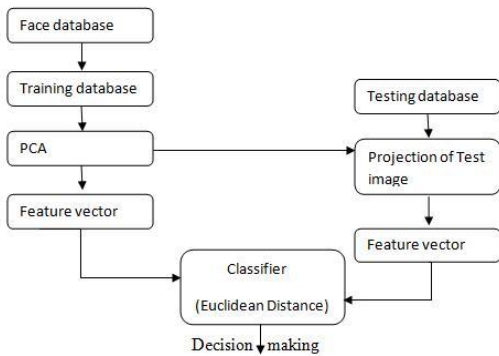 Face database
Training database
PCA
Feature vector
Testing database
Projection of Test
image
Feature vector
Classifier
(Euclidean Distance)
Decision making